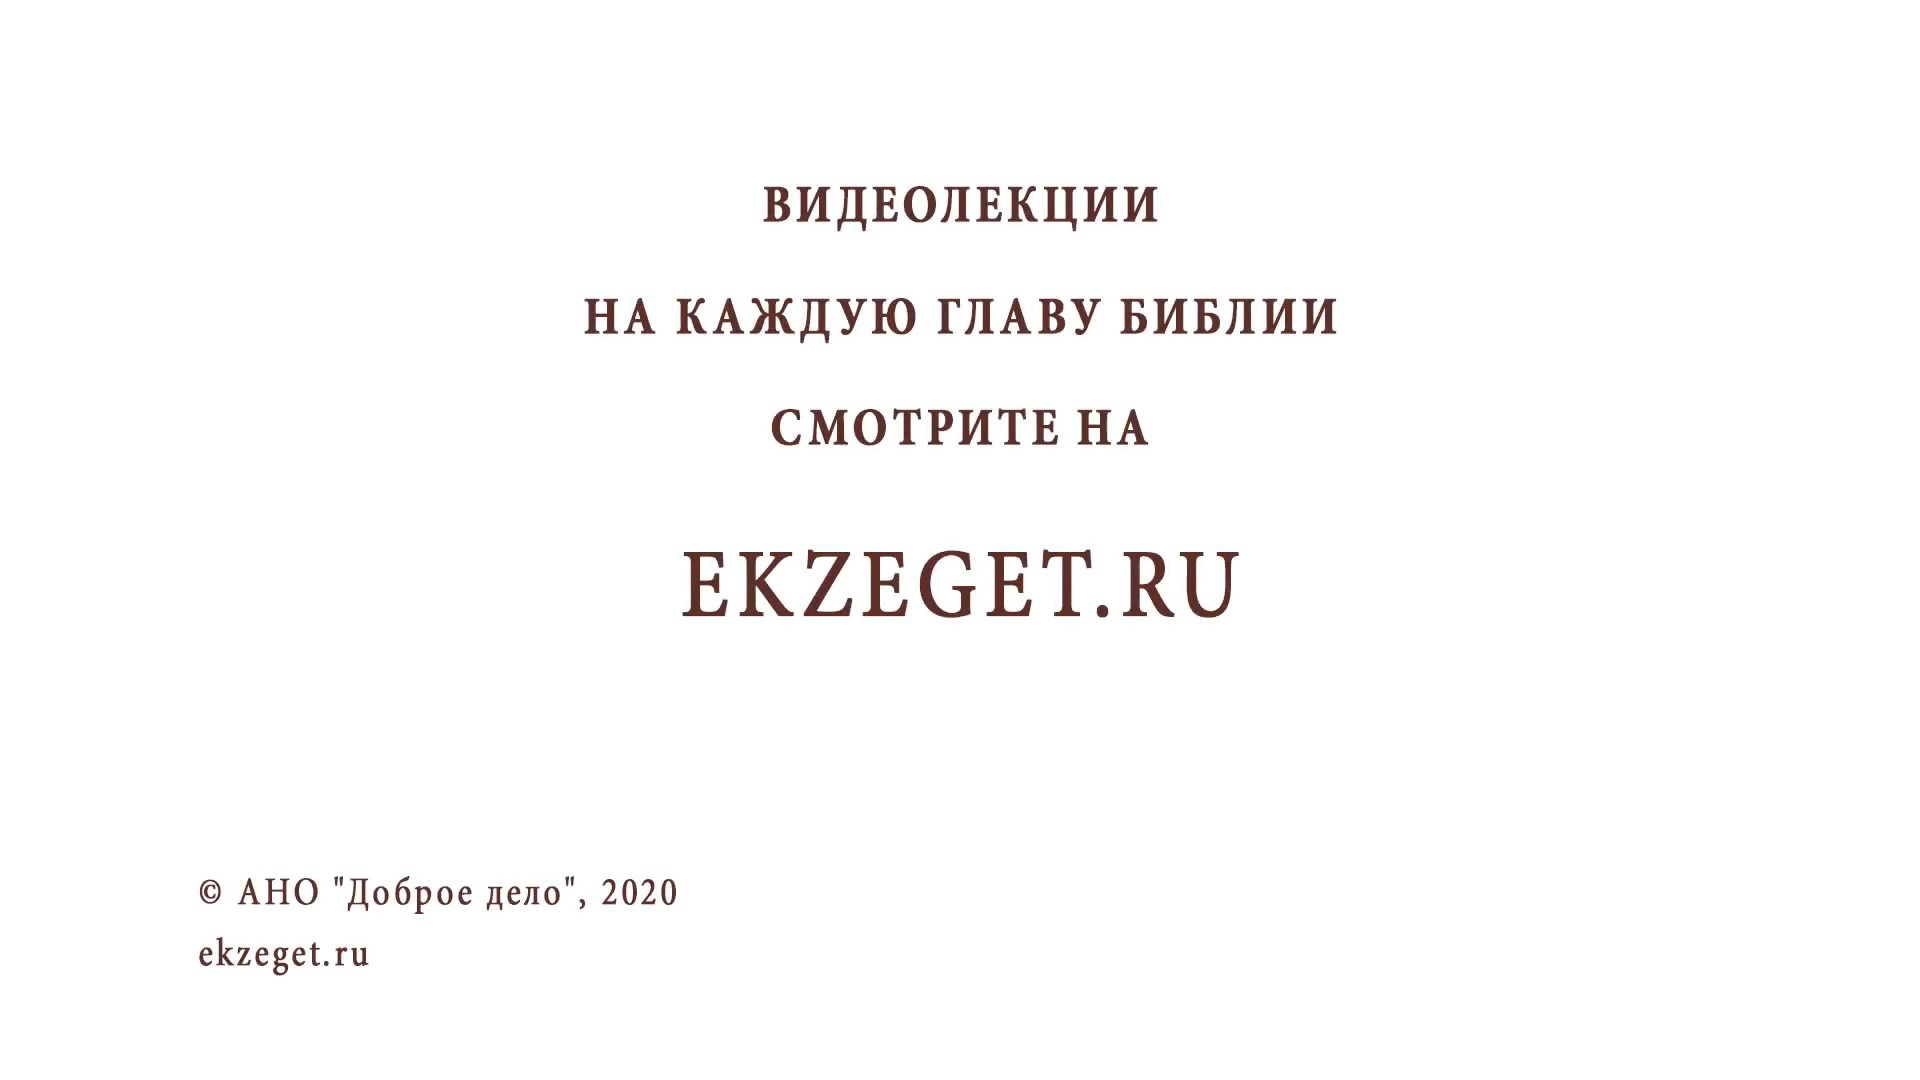 ВИДЕОЛЕКЦИИ
НА КАЖДУЮ ГЛАВУ БИБЛИИ
СМОТРИТЕ НА
EKZEGET.RU
© АНО "Доброе дело", 2020
ekzeget.ru